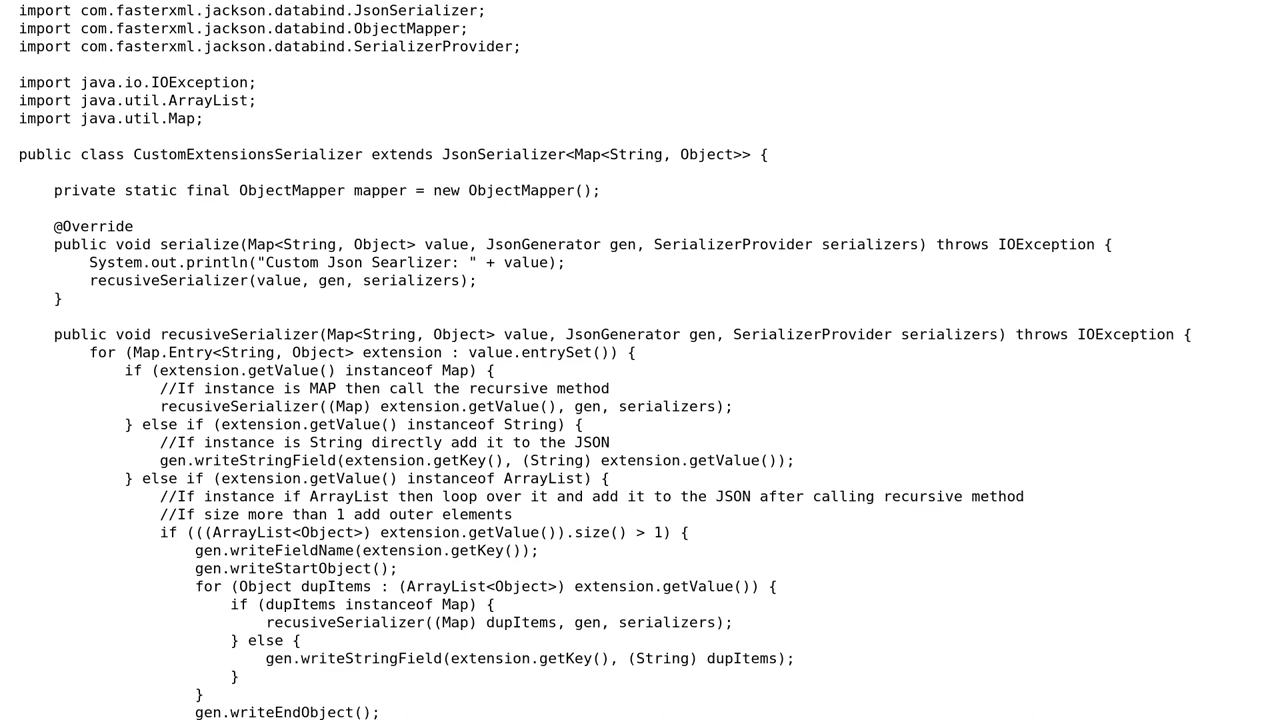 import com.fasterxml.jackson.databind.JsonSerializer;
import com.fasterxml.jackson.databind.ObjectMapper;
import com.fasterxml.jackson.databind.SerializerProvider;

import java.io.IOException;
import java.util.ArrayList;
import java.util.Map;

public class CustomExtensionsSerializer extends JsonSerializer<Map<String, Object>> {

    private static final ObjectMapper mapper = new ObjectMapper();

    @Override
    public void serialize(Map<String, Object> value, JsonGenerator gen, SerializerProvider serializers) throws IOException {
        System.out.println("Custom Json Searlizer: " + value);
        recusiveSerializer(value, gen, serializers);
    }

    public void recusiveSerializer(Map<String, Object> value, JsonGenerator gen, SerializerProvider serializers) throws IOException {
        for (Map.Entry<String, Object> extension : value.entrySet()) {
            if (extension.getValue() instanceof Map) {
                //If instance is MAP then call the recursive method
                recusiveSerializer((Map) extension.getValue(), gen, serializers);
            } else if (extension.getValue() instanceof String) {
                //If instance is String directly add it to the JSON
                gen.writeStringField(extension.getKey(), (String) extension.getValue());
            } else if (extension.getValue() instanceof ArrayList) {
                //If instance if ArrayList then loop over it and add it to the JSON after calling recursive method
                //If size more than 1 add outer elements
                if (((ArrayList<Object>) extension.getValue()).size() > 1) {
                    gen.writeFieldName(extension.getKey());
                    gen.writeStartObject();
                    for (Object dupItems : (ArrayList<Object>) extension.getValue()) {
                        if (dupItems instanceof Map) {
                            recusiveSerializer((Map) dupItems, gen, serializers);
                        } else {
                            gen.writeStringField(extension.getKey(), (String) dupItems);
                        }
                    }
                    gen.writeEndObject();